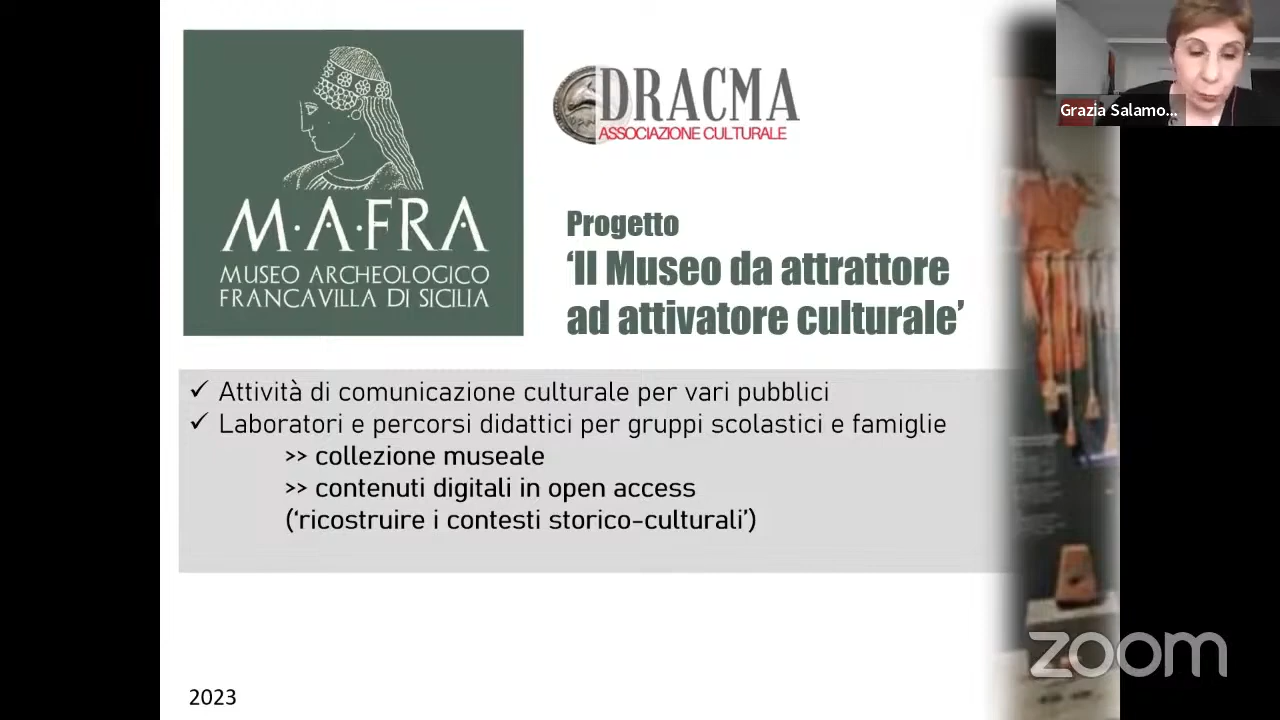 DRACMA
ASSOCIAZIONE CULTURALE
M·A·FRA
MUSEO ARCHEOLOGICO
FRANCAVILLA DI SICILIA
Progetto
‘Il Museo da attrattore
ad attivatore culturale’
✓ Attività di comunicazione culturale per vari pubblici
✓ Laboratori e percorsi didattici per gruppi scolastici e famiglie
>> collezione museale
>> contenuti digitali in open access
(‘ricostruire i contesti storico-culturali’)
2023
Grazia Salamo...
zoom